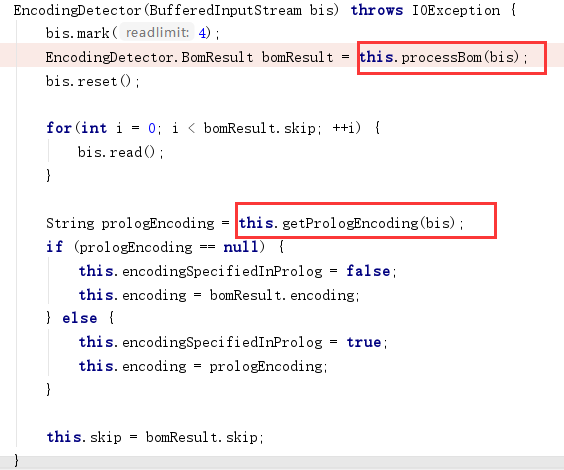 EncodingDetector(BufferedInputStream bis) throws IOException {
    bis.mark( readlimit: 4);
    EncodingDetector.BomResult bomResult = this.processBom(bis);
    bis.reset();

    for(int i = 0; i < bomResult.skip; ++i) {
        bis.read();
    }

    String prologEncoding = this.getPrologEncoding(bis);
    if (prologEncoding == null) {
        this.encodingSpecifiedInProlog = false;
        this.encoding = bomResult.encoding;
    } else {
        this.encodingSpecifiedInProlog = true;
        this.encoding = prologEncoding;
    }

    this.skip = bomResult.skip;
}